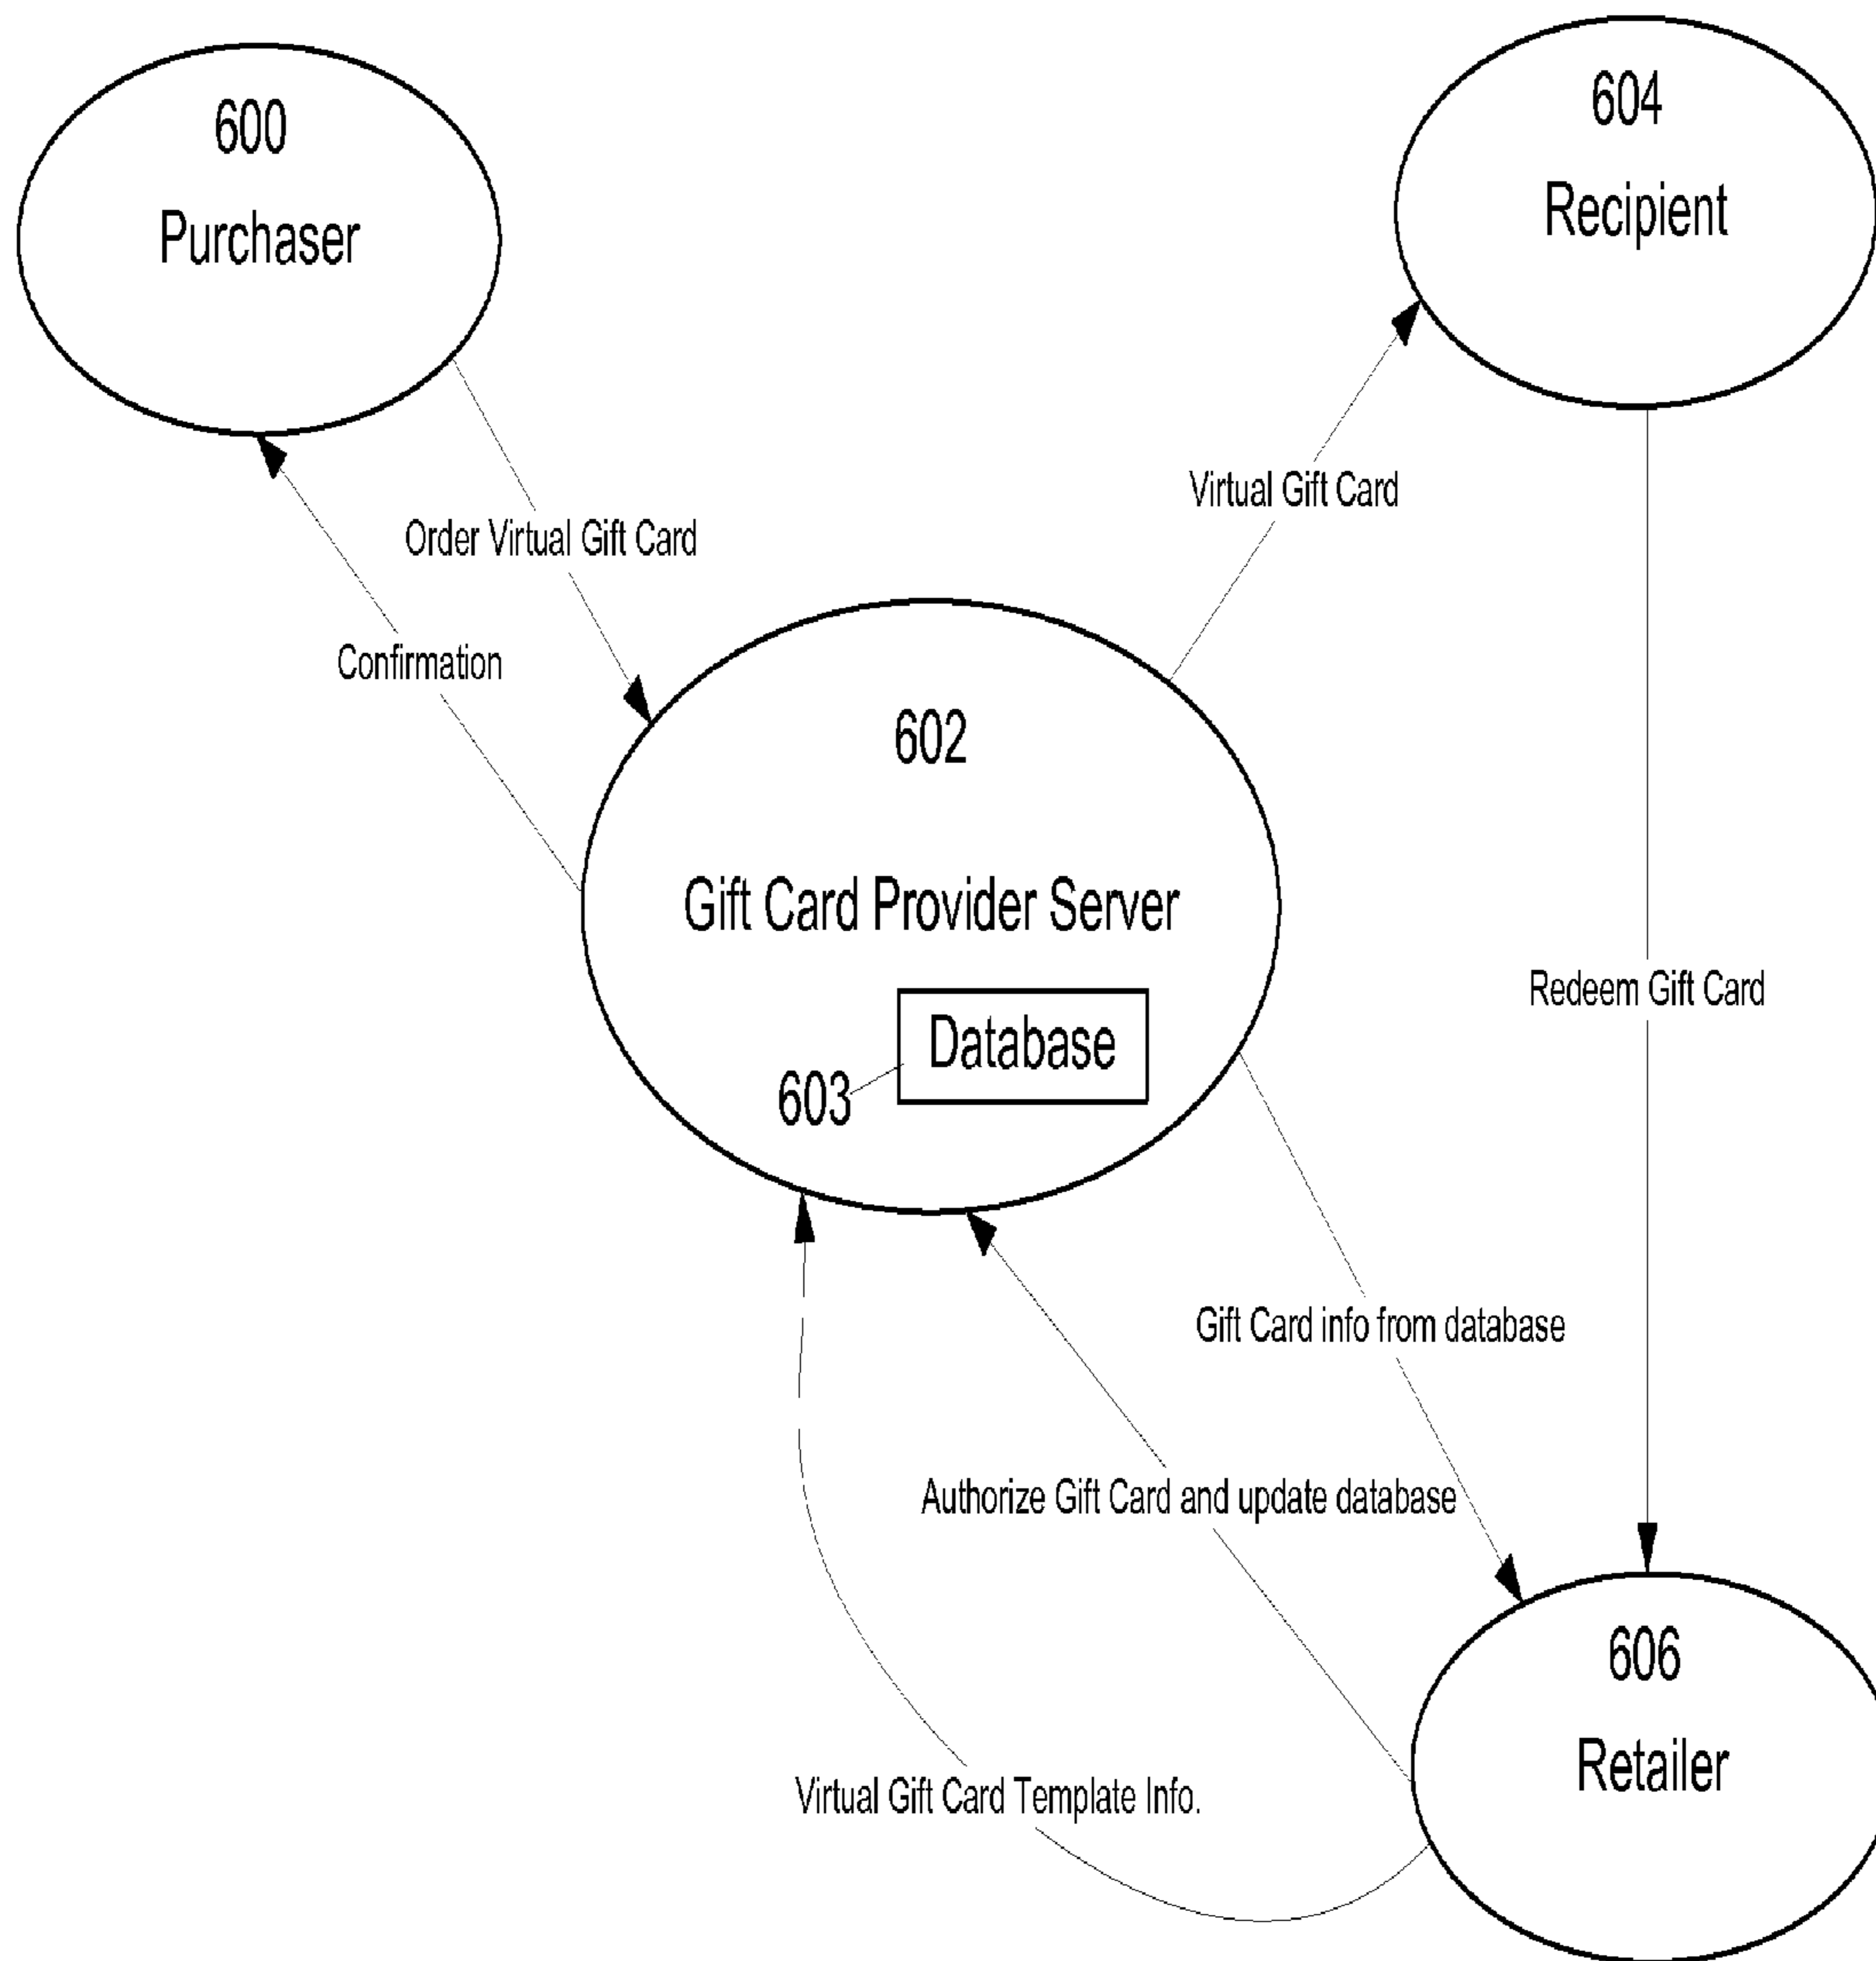 600
Purchaser
604
Recipient
Virtual Gift Card
Order Virtual Gift Card
Confirmation
602
Gift Card Provider Server
Redeem Gift Card
Database
603
Gift Card info from database
Authorize Gift Card and update database
606
Retailer
Virtual Gift Card Template Info.